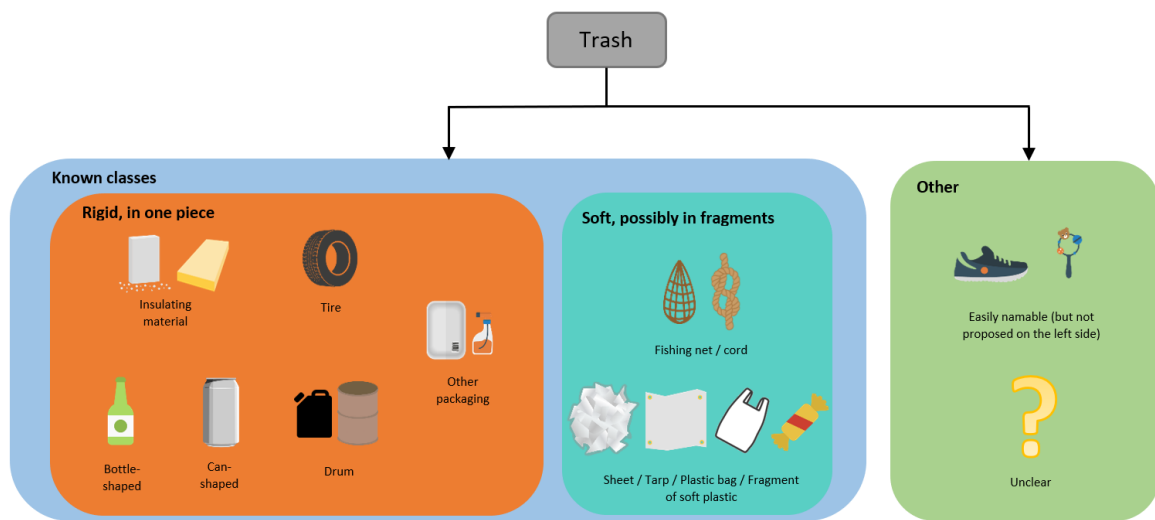 Trash
Known classes
Rigid, in one piece
Insulating
material
Tire
Other
packaging
Bottle-
shaped
Can-
shaped
Drum
Soft, possibly in fragments
Fishing net / cord
Sheet / Tarp / Plastic bag / Fragment
of soft plastic
Other
Easily namable (but not
proposed on the left side)
Unclear